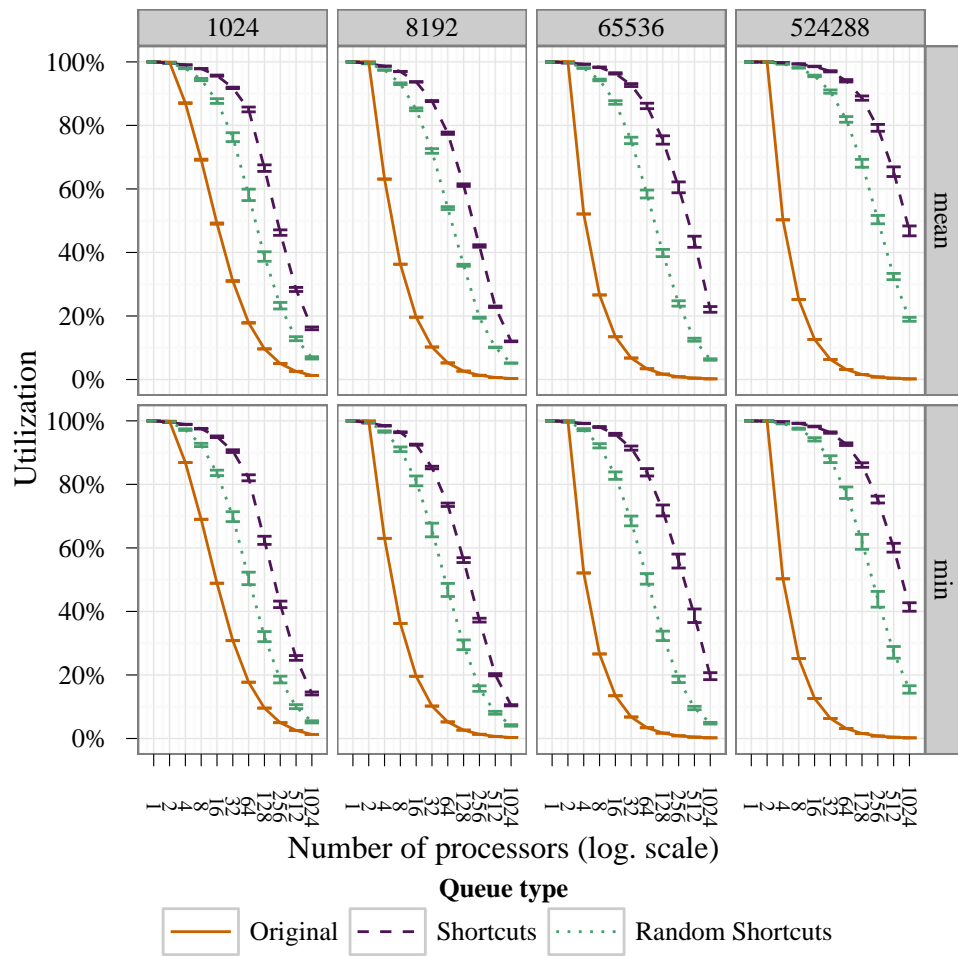 1024 8192 65536 524288
Utilization
100%
80%
60%
40%
20%
0%
mean
100%
80%
60%
40%
20%
0%
min
1 2 4 8 16 32 64 128 256 512 1024
1 2 4 8 16 32 64 128 256 512 1024
1 2 4 8 16 32 64 128 256 512 1024
1 2 4 8 16 32 64 128 256 512 1024
Number of processors (log. scale)
Queue type
Original Shortcuts Random Shortcuts